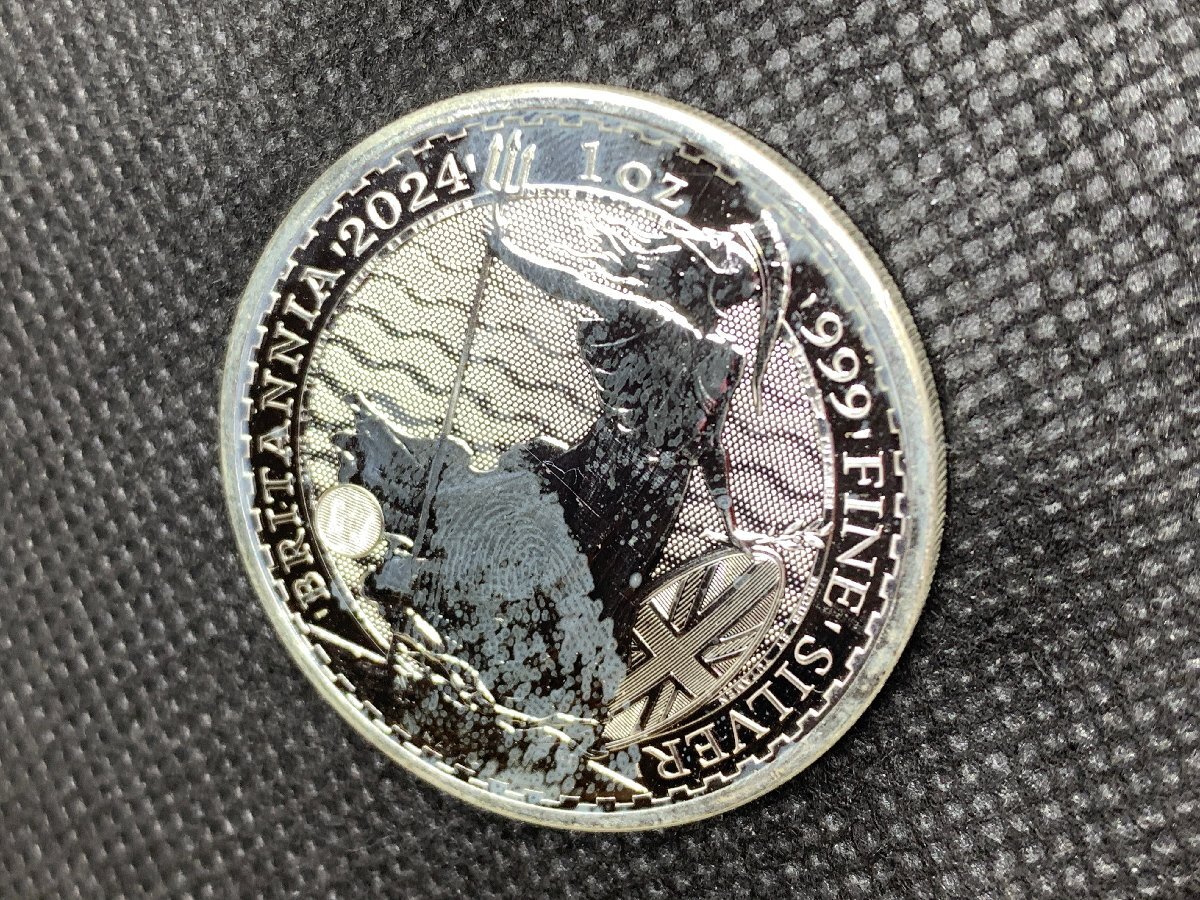 BRITANNIA '2024'
1 oz
'999' FINE' SILVER